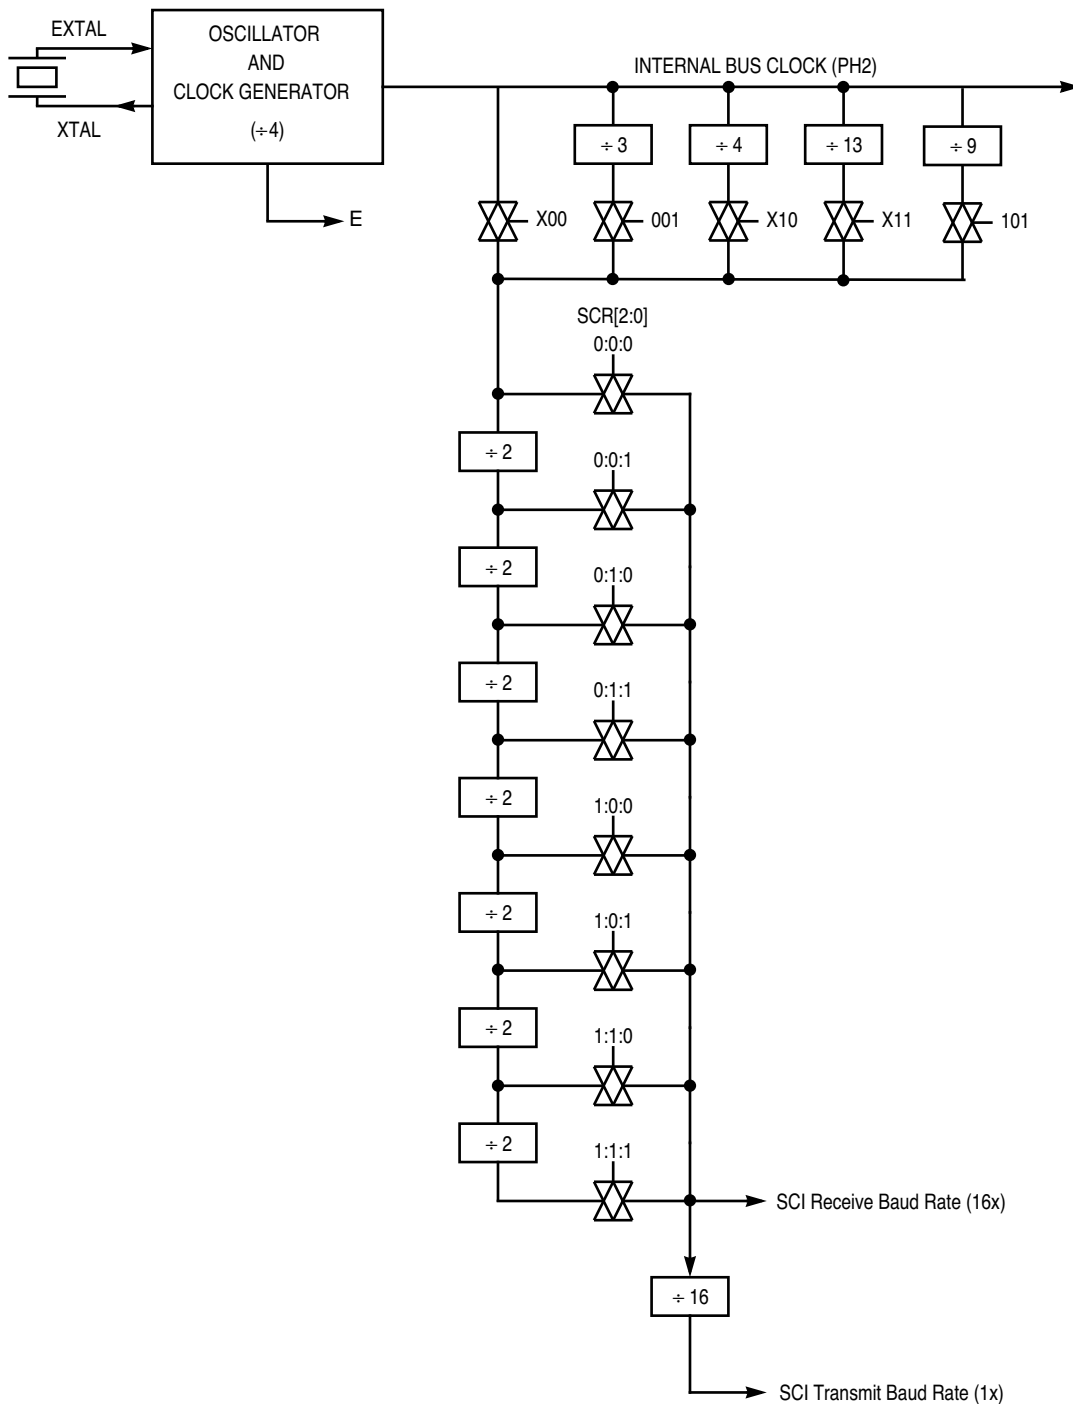 EXTAL
XTAL
OSCILLATOR
AND
CLOCK GENERATOR
(÷4)
E
INTERNAL BUS CLOCK (PH2)
÷ 3
÷ 4
÷ 13
÷ 9
X00
001
X10
X11
101
SCR[2:0]
0:0:0
÷ 2
0:0:1
÷ 2
0:1:0
÷ 2
0:1:1
÷ 2
1:0:0
÷ 2
1:0:1
÷ 2
1:1:0
÷ 2
1:1:1
SCI Receive Baud Rate (16x)
÷ 16
SCI Transmit Baud Rate (1x)